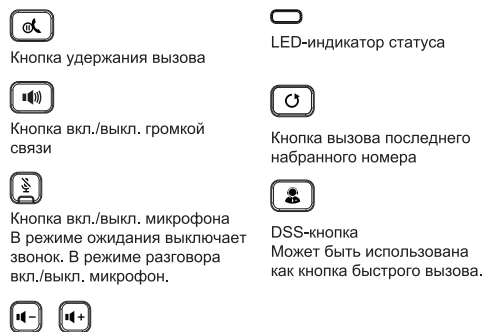 Кнопка удержания вызова
Кнопка вкл./выкл. громкой
связи
Кнопка вкл./выкл. микрофона
В режиме ожидания выключает
звонок. В режиме разговора
вкл./выкл. микрофон.
LED-индикатор статуса
Кнопка вызова последнего
набранного номера
DSS-кнопка
Может быть использована
как кнопка быстрого вызова.